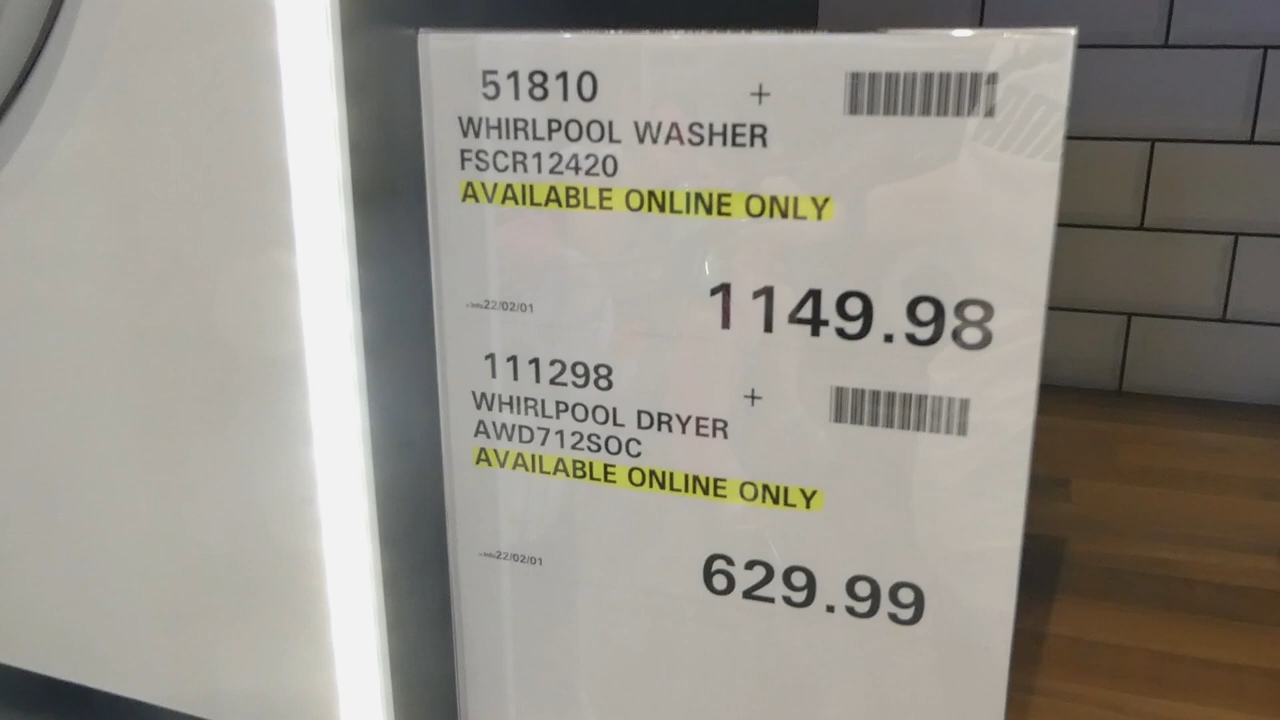 51810 +
WHIRLPOOL WASHER
FSCR12420
AVAILABLE ONLINE ONLY
22/02/01
1149.98
111298 +
WHIRLPOOL DRYER
AWD712SOC
AVAILABLE ONLINE ONLY
22/02/01
629.99